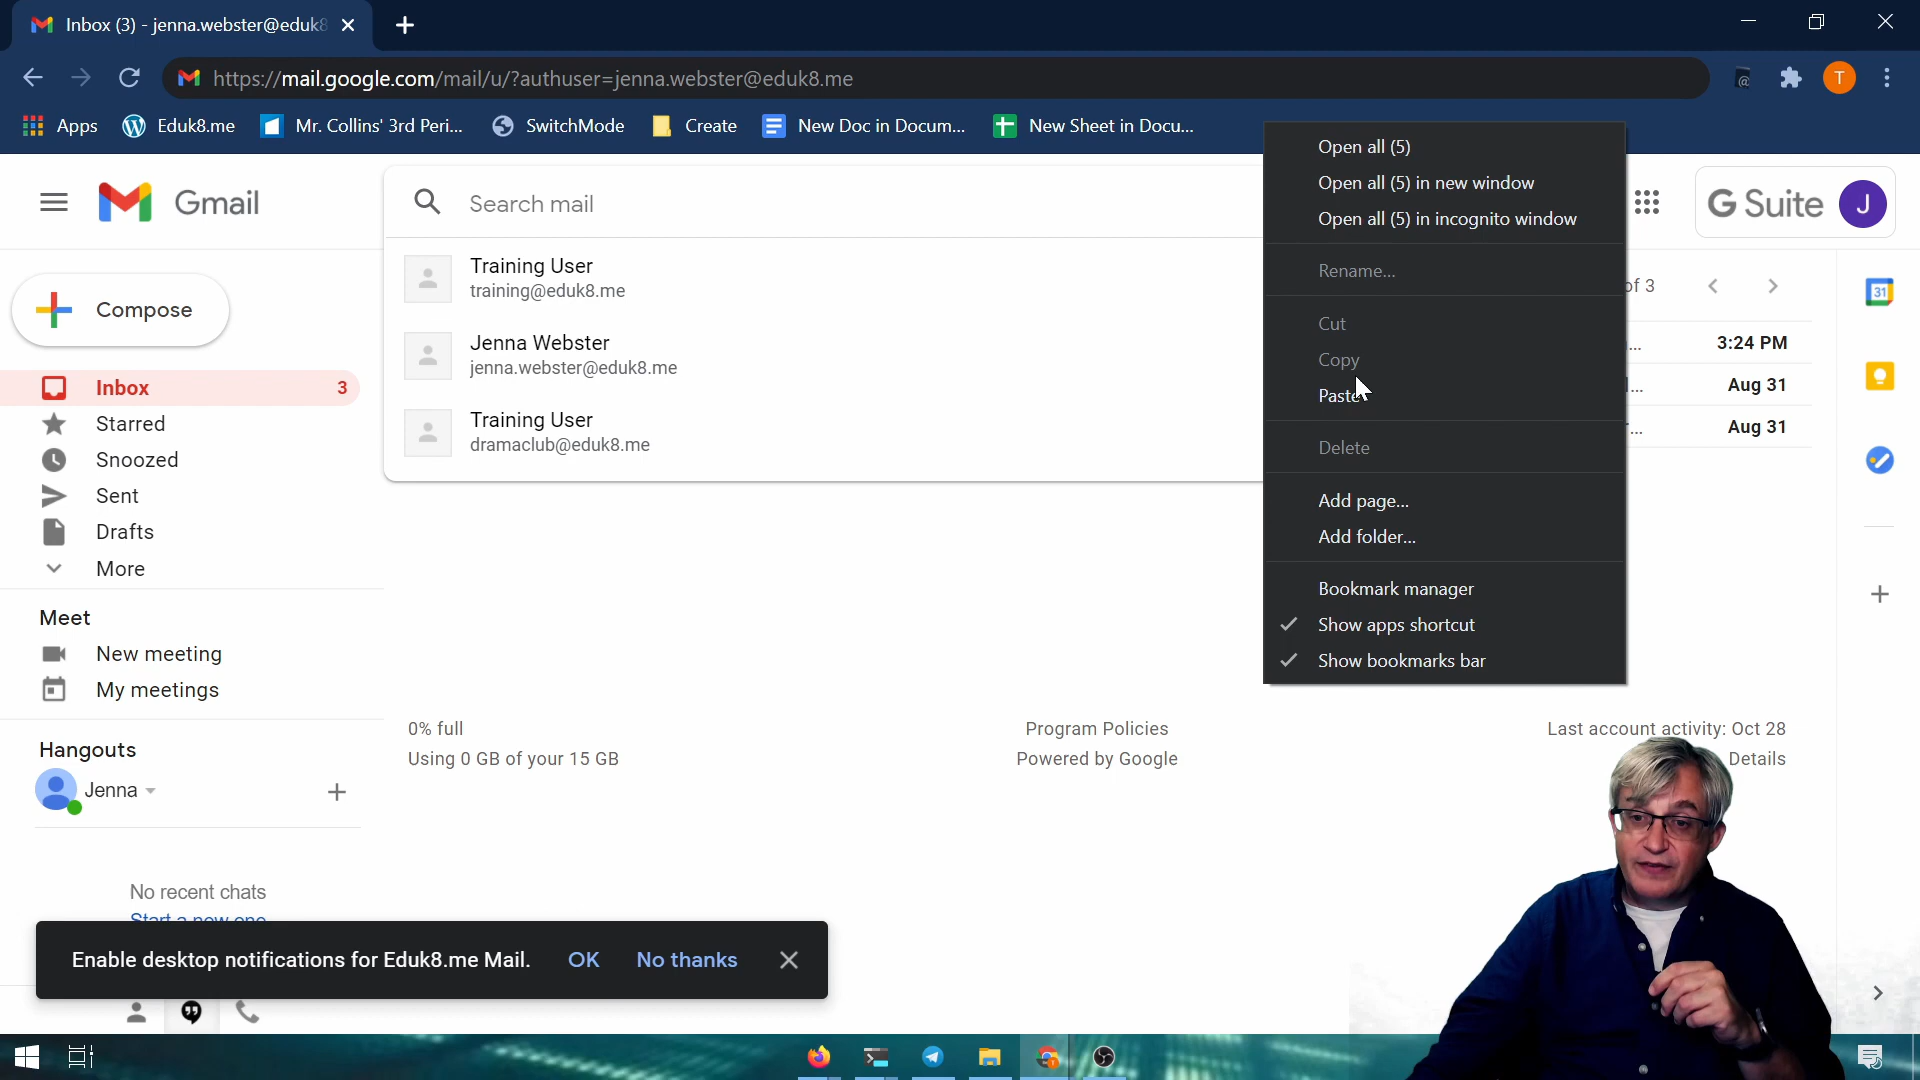 Inbox (3) - jenna.webster@eduk8
https://mail.google.com/mail/u/?authuser=jenna.webster@eduk8.me
T
Apps
Eduk8.me
Mr. Collins' 3rd Peri...
SwitchMode
Create
New Doc in Docum...
New Sheet in Docu...
Gmail
Search mail
G Suite
J
Compose
Training User
training@eduk8.me
Jenna Webster
jenna.webster@eduk8.me
Training User
dramaclub@eduk8.me
Open all (5)
Open all (5) in new window
Open all (5) in incognito window
Rename...
Cut
Copy
Paste
Delete
Add page...
Add folder...
Bookmark manager
Show apps shortcut
Show bookmarks bar
of 3
3:24 PM
Aug 31
Aug 31
31
Inbox 3
Starred
Snoozed
Sent
Drafts
More
Meet
New meeting
My meetings
Hangouts
Jenna
No recent chats
Start a new one
0% full
Using 0 GB of your 15 GB
Program Policies
Powered by Google
Last account activity: Oct 28
Details
Enable desktop notifications for Eduk8.me Mail.
OK
No thanks